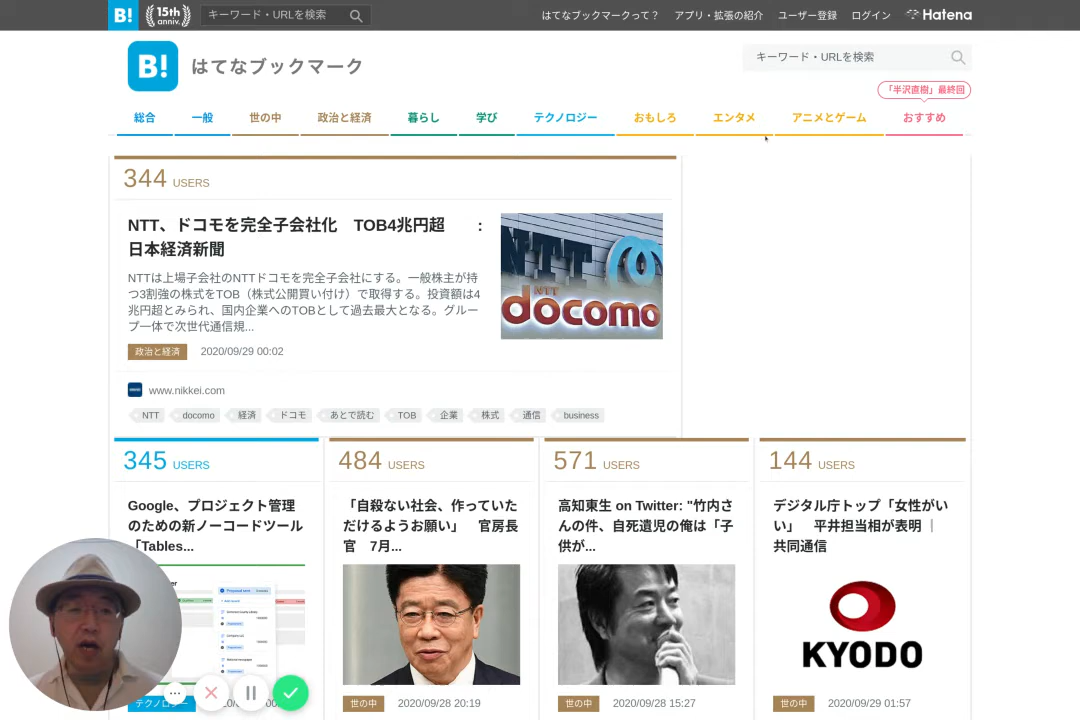 B! 15th anniv. キーワード・URLを検索 はてなブックマークって？ アプリ・拡張の紹介 ユーザー登録 ログイン Hatena
B! はてなブックマーク キーワード・URLを検索
「半沢直樹」最終回
総合 一般 世の中 政治と経済 暮らし 学び テクノロジー おもしろ エンタメ アニメとゲーム おすすめ
344 USERS
NTT、ドコモを完全子会社化　TOB4兆円超　　：
日本経済新聞
NTTは上場子会社のNTTドコモを完全子会社にする。一般株主が持
つ3割強の株式をTOB（株式公開買い付け）で取得する。投資額は4
兆円超とみられ、国内企業へのTOBとして過去最大となる。グルー
プ一体で次世代通信規...
NTT
docomo
政治と経済 2020/09/29 00:02
www.nikkei.com
NTT docomo 経済 ドコモ あとで読む TOB 企業 株式 通信 business
345 USERS
Google、プロジェクト管理
のための新ノーコードツール
「Tables...
テクノロジー
484 USERS
「自殺ない社会、作っていた
だけるようお願い」　官房長
官　7月...
世の中 2020/09/28 20:19
571 USERS
高知東生 on Twitter: "竹内さ
んの件、自死遺児の俺は「子
供が...
世の中 2020/09/28 15:27
144 USERS
デジタル庁トップ「女性がい
い」　平井担当相が表明｜
共同通信
KYODO
世の中 2020/09/29 01:57